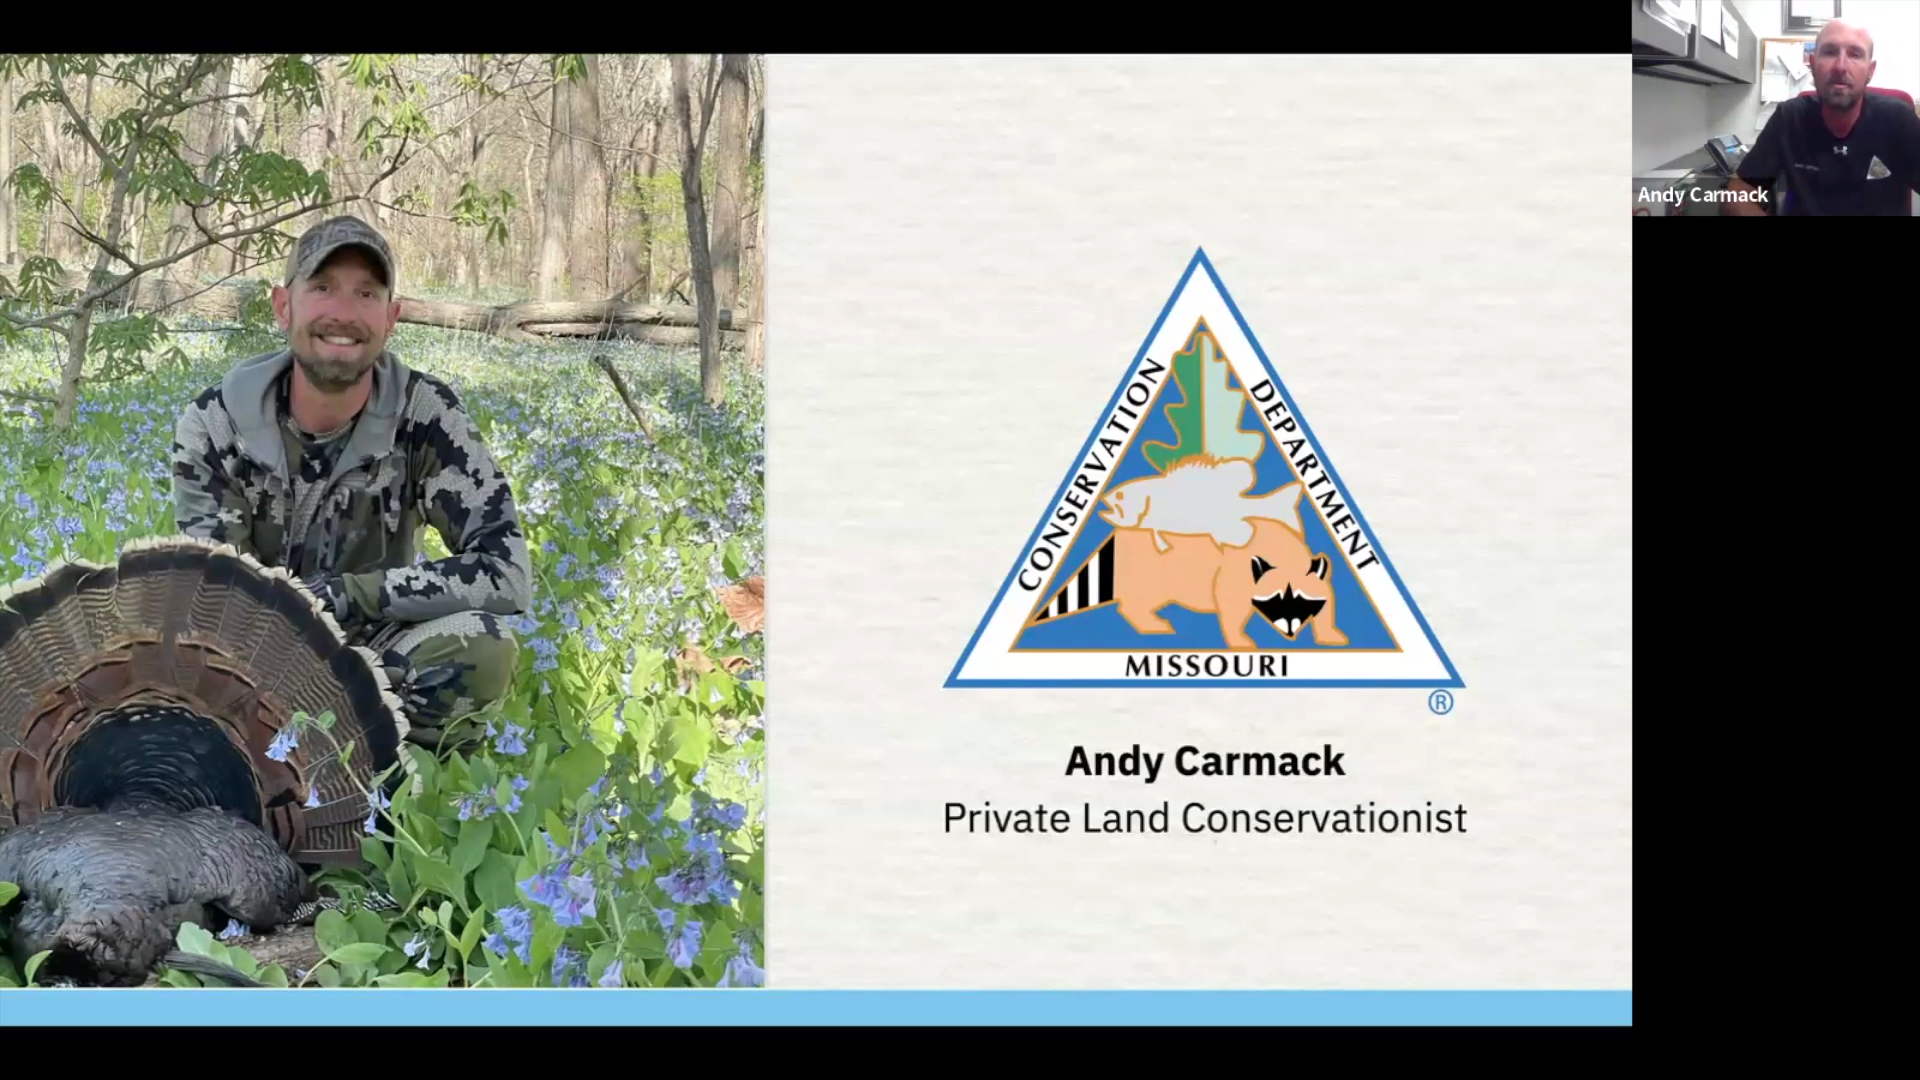 CONSERVATION
DEPARTMENT
MISSOURI
®
Andy Carmack
Private Land Conservationist
Andy Carmack